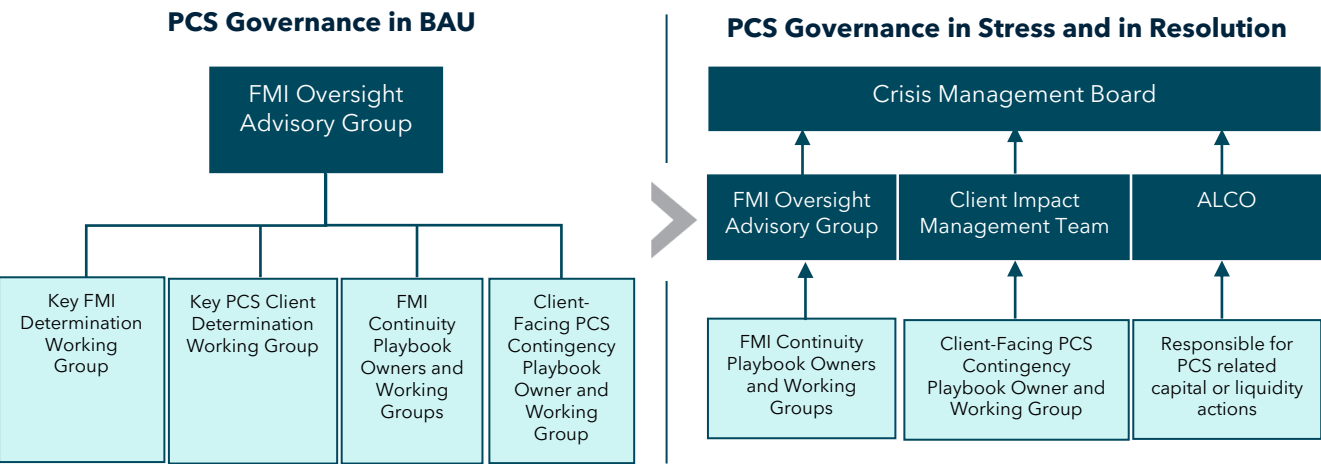 PCS Governance in BAU
FMI Oversight
Advisory Group
Key FMI
Determination
Working
Group
Key PCS Client
Determination
Working Group
FMI
Continuity
Playbook
Owners and
Working
Groups
Client-
Facing PCS
Contingency
Playbook
Owner and
Working
Group
PCS Governance in Stress and in Resolution
Crisis Management Board
FMI Oversight
Advisory Group
Client Impact
Management Team
ALCO
FMI Continuity
Playbook Owners
and Working
Groups
Client-Facing PCS
Contingency
Playbook Owner and
Working Group
Responsible for
PCS related
capital or liquidity
actions